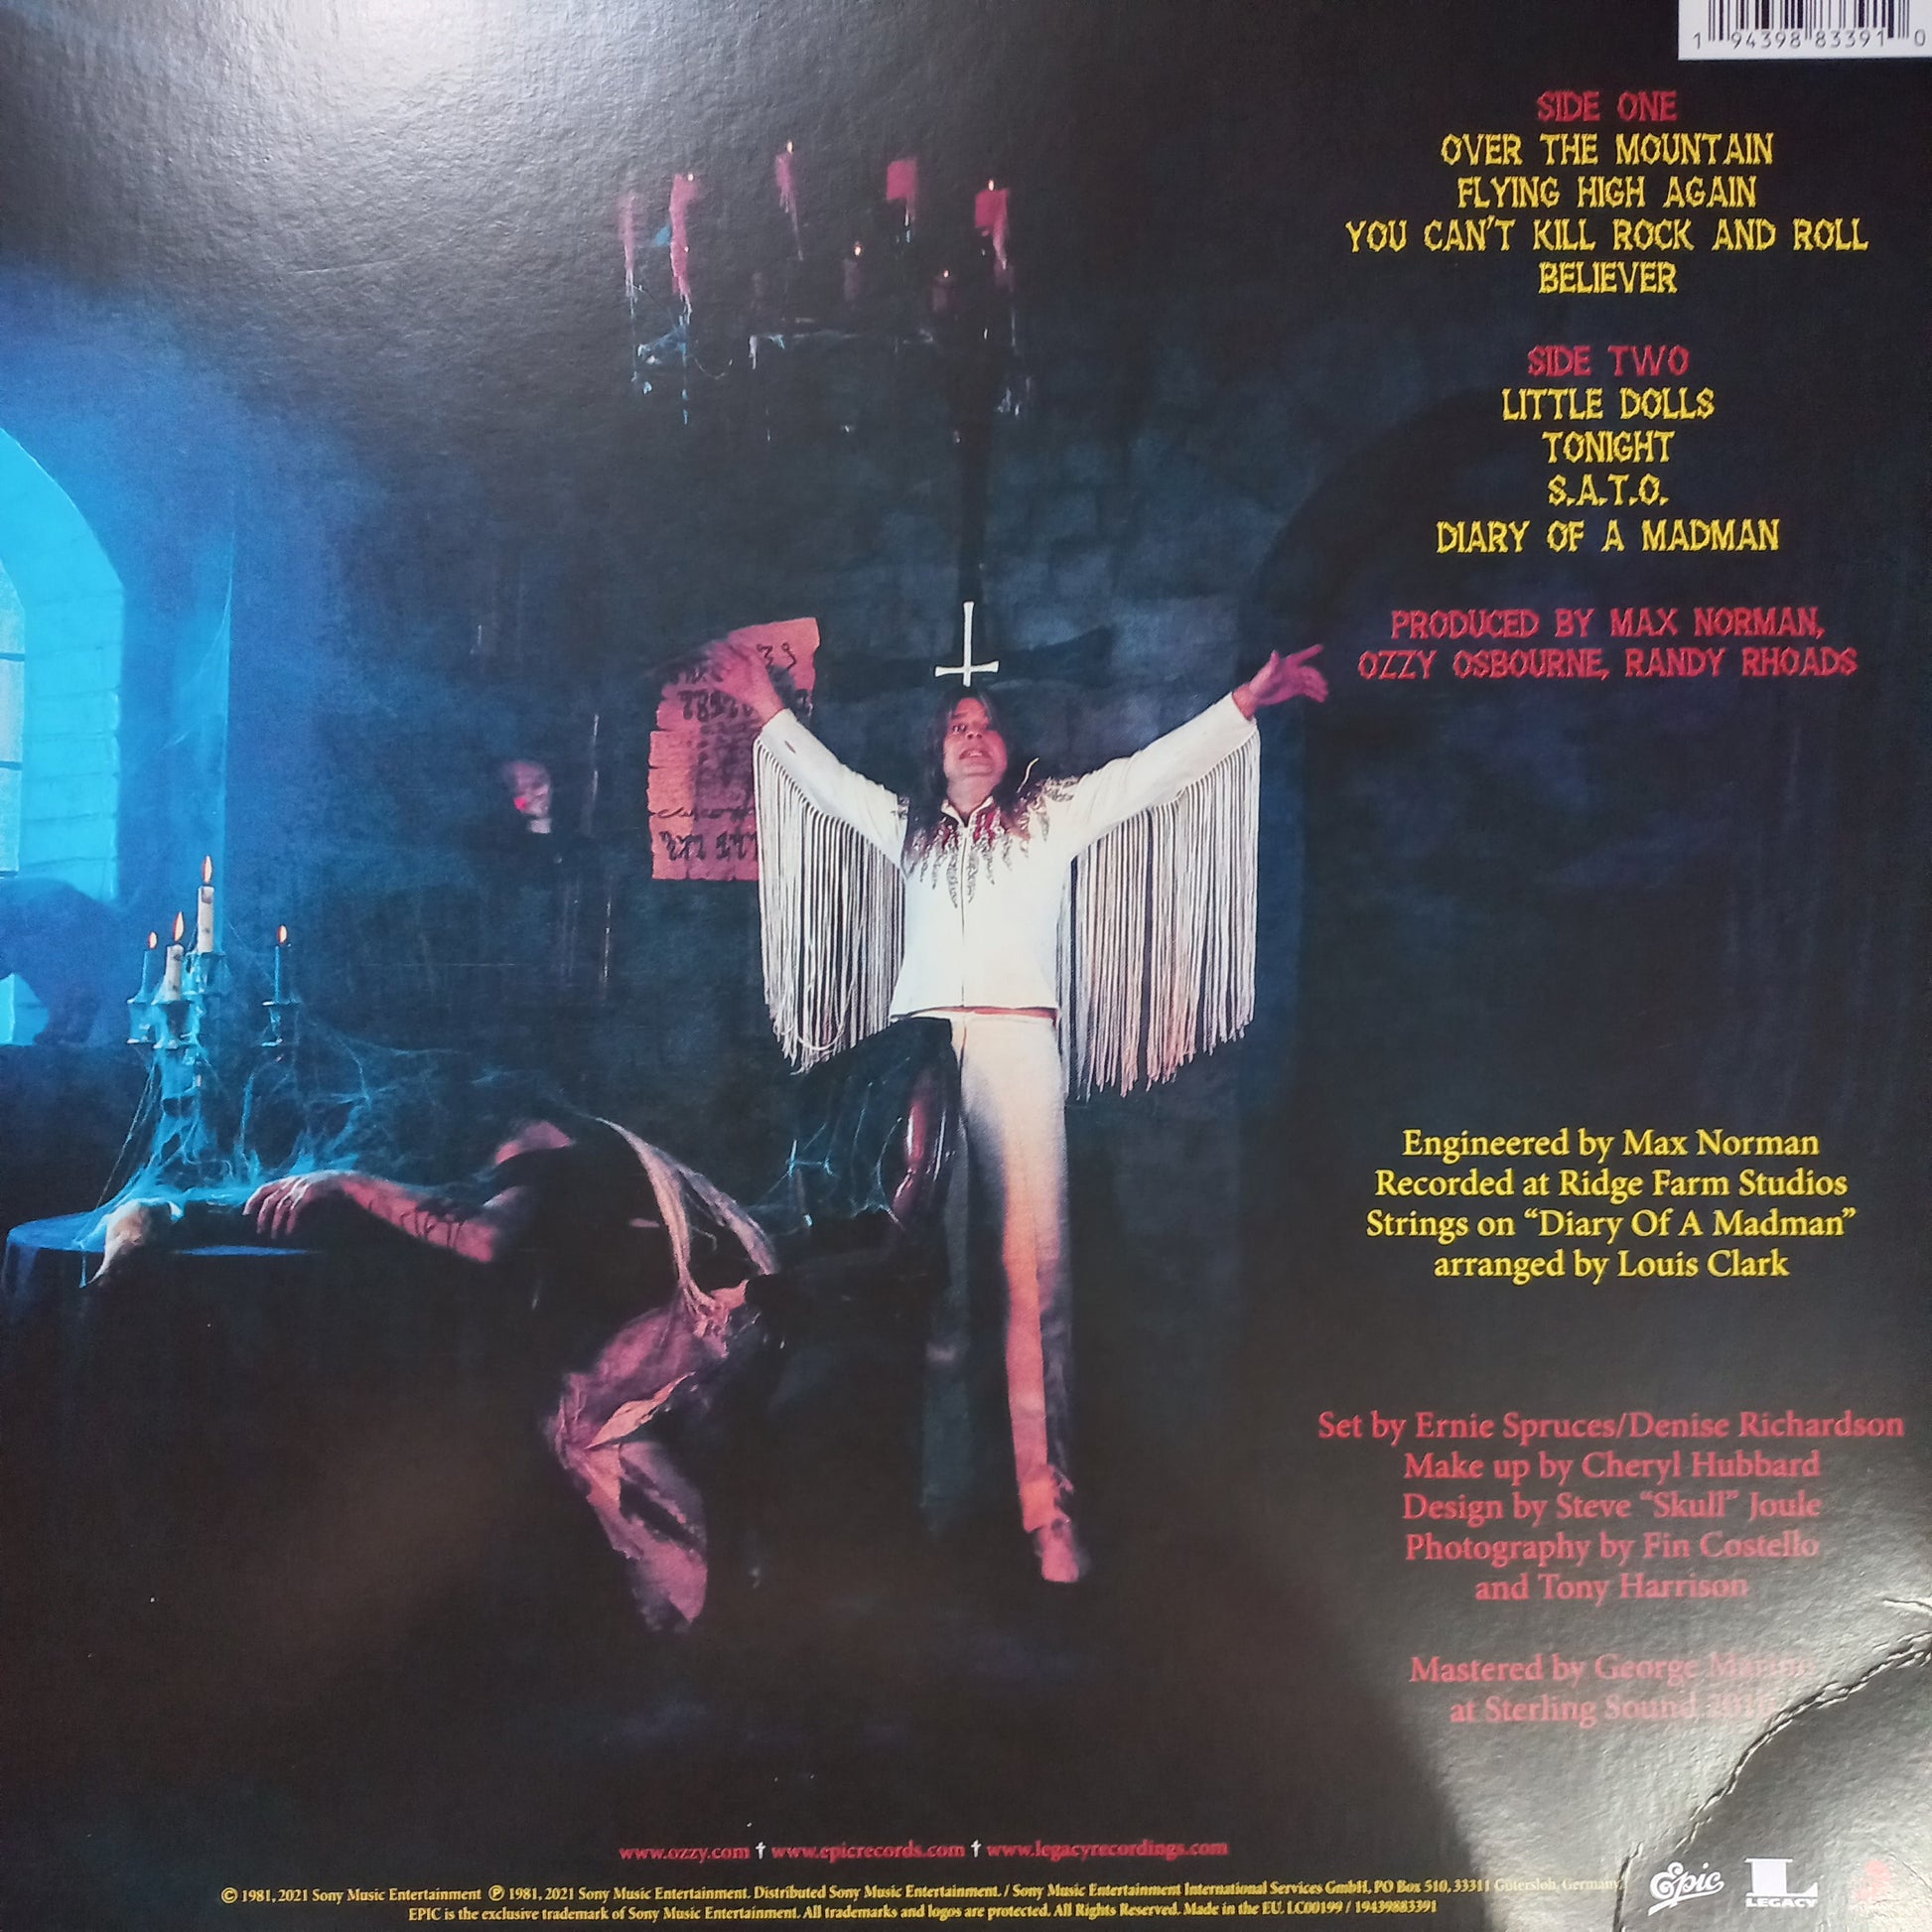 1 94398 83391 0
SIDE ONE
OVER THE MOUNTAIN
FLYING HIGH AGAIN
YOU CAN'T KILL ROCK AND ROLL
BELIEVER
SIDE TWO
LITTLE DOLLS
TONIGHT
S.A.T.O.
DIARY OF A MADMAN
PRODUCED BY MAX NORMAN,
OZZY OSBOURNE, RANDY RHOADS
Engineered by Max Norman
Recorded at Ridge Farm Studios
Strings on “Diary Of A Madman”
arranged by Louis Clark
Set by Ernie Spruces/Denise Richardson
Make up by Cheryl Hubbard
Design by Steve “Skull” Joule
Photography by Fin Costello
and Tony Harrison
Mastered by George
at Sterling Sound
www.ozzy.com † www.epicrecords.com † www.legacyrecordings.com
© 1981, 2021 Sony Music Entertainment ℗ 1981, 2021 Sony Music Entertainment. Distributed Sony Music Entertainment. / Sony Music Entertainment International Services GmbH, PO Box 510, 33311 Gütersloh, Germany.
EPIC is the exclusive trademark of Sony Music Entertainment. All trademarks and logos are protected. All Rights Reserved. Made in the EU. LC00199 / 19439883391
Epic
L
LEGACY